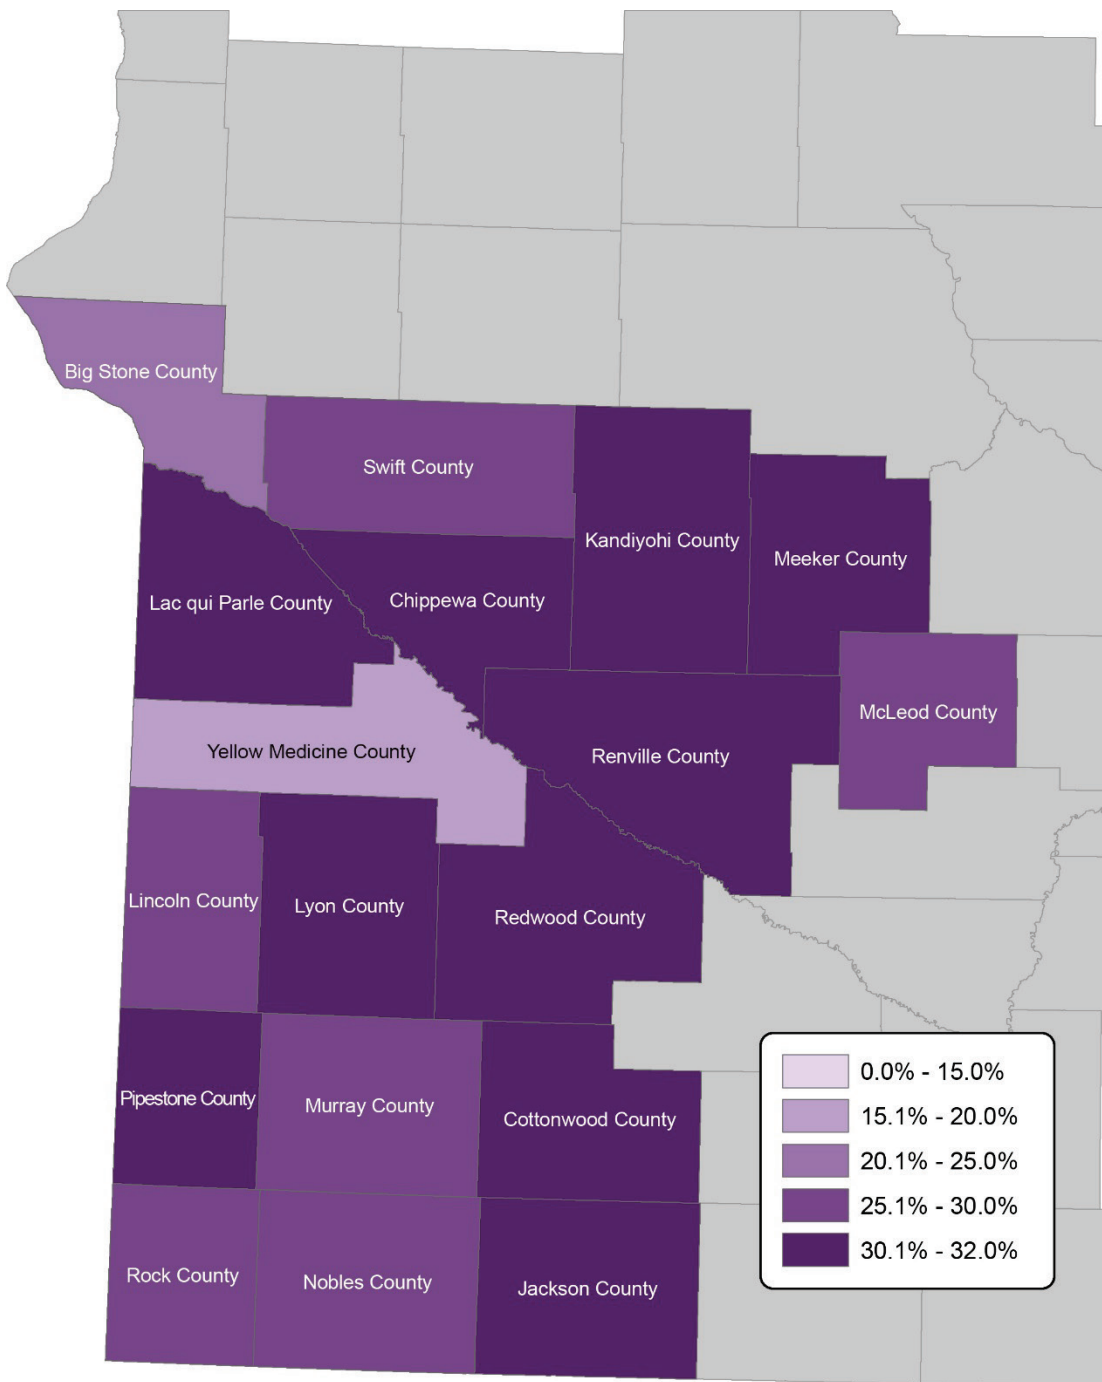 Big Stone County
Swift County
Kandiyohi County
Meeker County
Lac qui Parle County
Chippewa County
McLeod County
Yellow Medicine County
Renville County
Lincoln County
Lyon County
Redwood County
Pipestone County
Murray County
Cottonwood County
Rock County
Nobles County
Jackson County
0.0% - 15.0%
15.1% - 20.0%
20.1% - 25.0%
25.1% - 30.0%
30.1% - 32.0%